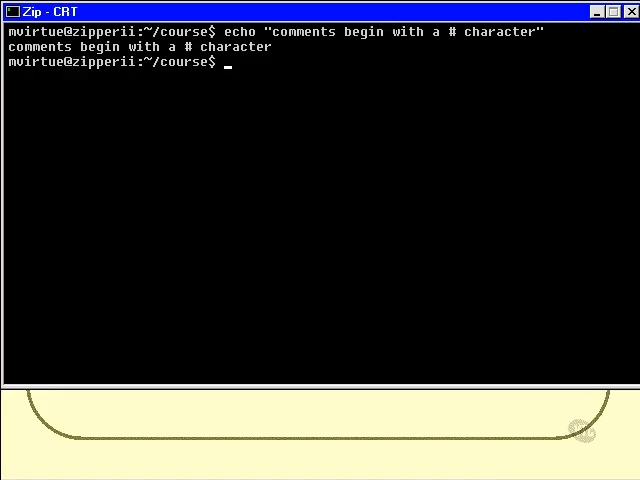 Zip - CRT
mvirtue@zipperii:~/course$ echo "comments begin with a # character"
comments begin with a # character
mvirtue@zipperii:~/course$